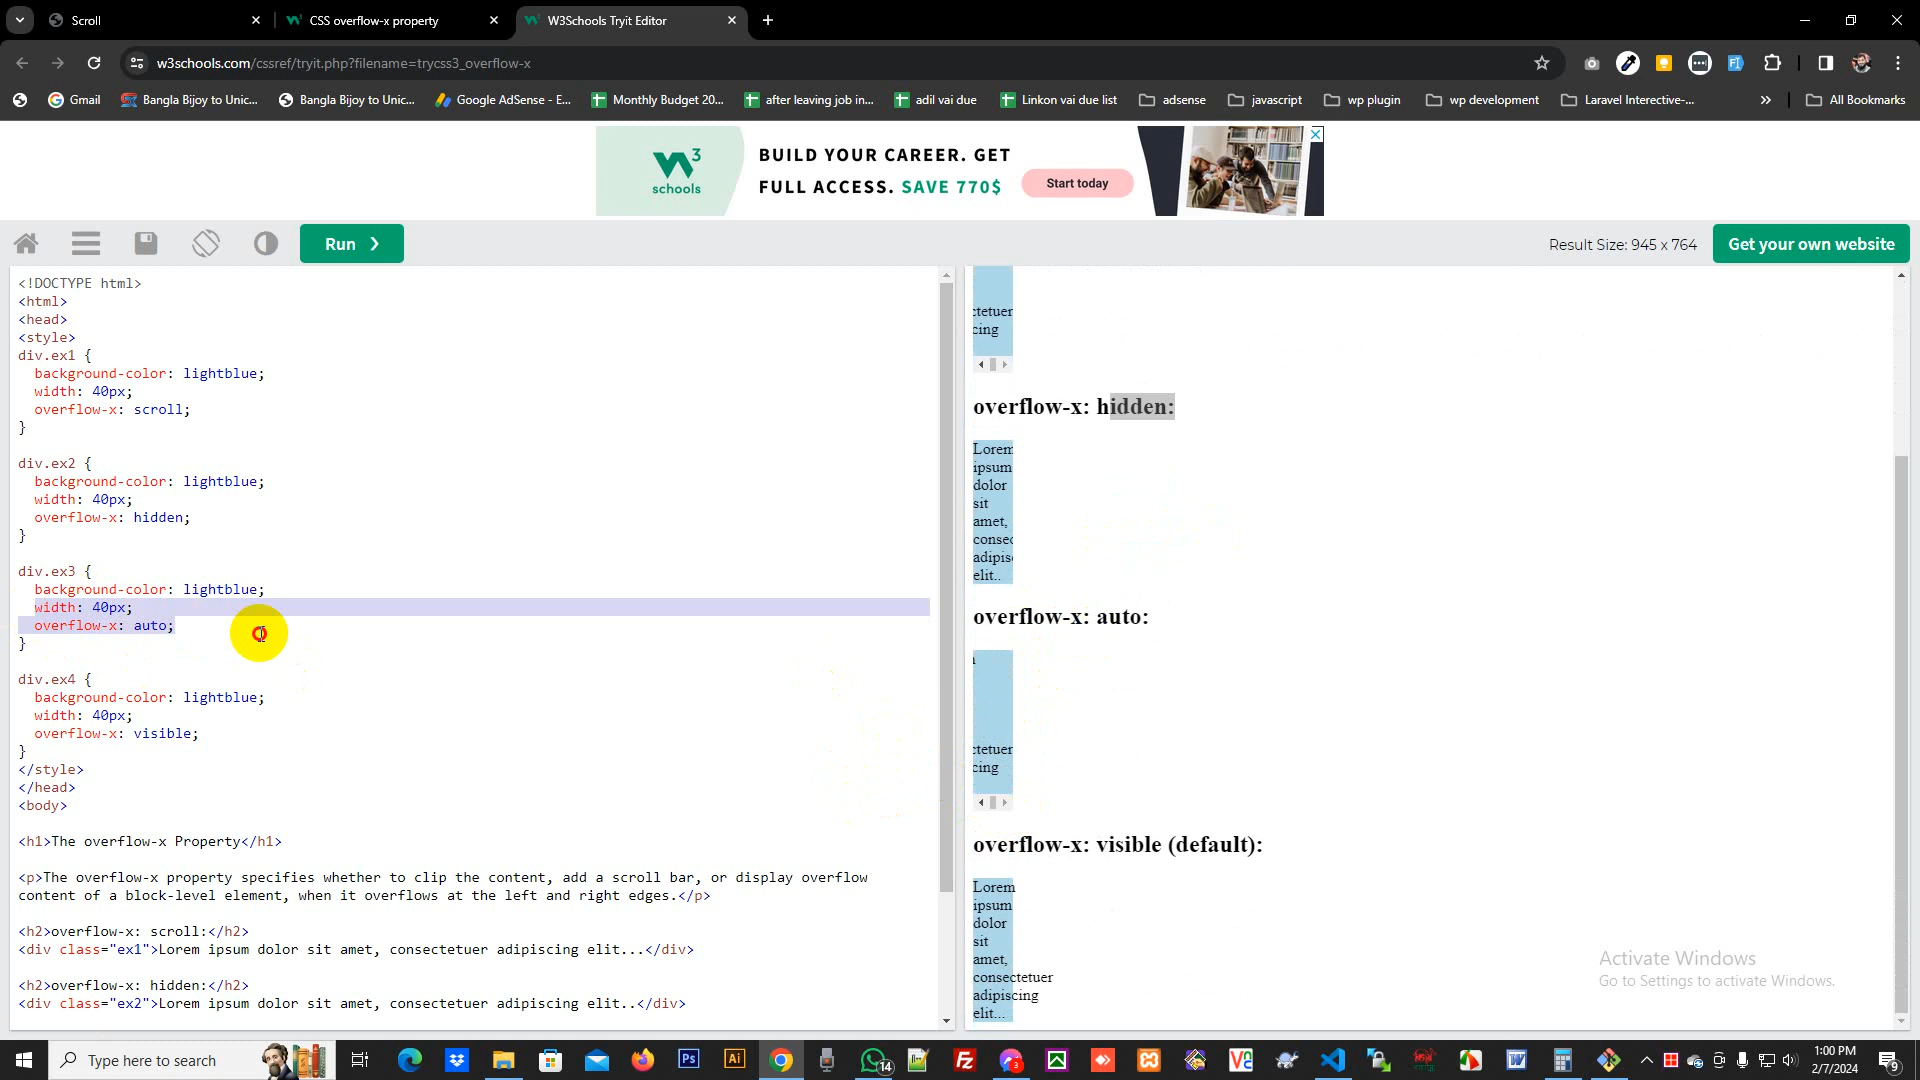 Scroll
CSS overflow-x property
W3Schools Tryit Editor
w3schools.com/cssref/tryit.php?filename=trycss3_overflow-x
Gmail
Bangla Bijoy to Unic...
Bangla Bijoy to Unic...
Google AdSense - E...
Monthly Budget 20...
after leaving job in...
adil vai due
Linkon vai due list
adsense
javascript
wp plugin
wp development
Laravel Interective-...
All Bookmarks
W3 schools
BUILD YOUR CAREER. GET
FULL ACCESS. SAVE 770$
Start today
Run ❯
Result Size: 945 x 764
Get your own website
<!DOCTYPE html>
<html>
<head>
<style>
div.ex1 {
background-color: lightblue;
width: 40px;
overflow-x: scroll;
}
div.ex2 {
background-color: lightblue;
width: 40px;
overflow-x: hidden;
}
div.ex3 {
background-color: lightblue;
width: 40px;
overflow-x: auto;
}
div.ex4 {
background-color: lightblue;
width: 40px;
overflow-x: visible;
}
</style>
</head>
<body>
<h1>The overflow-x Property</h1>
<p>The overflow-x property specifies whether to clip the content, add a scroll bar, or display overflow
content of a block-level element, when it overflows at the left and right edges.</p>
<h2>overflow-x: scroll:</h2>
<div class="ex1">Lorem ipsum dolor sit amet, consectetuer adipiscing elit...</div>
<h2>overflow-x: hidden:</h2>
<div class="ex2">Lorem ipsum dolor sit amet, consectetuer adipiscing elit..</div>
ctetuer
cing
overflow-x: hidden:
Lorem
ipsum
dolor
sit
amet,
consec
adipis
elit..
overflow-x: auto:
ctetuer
cing
overflow-x: visible (default):
Lorem
ipsum
dolor
sit
amet,
consectetuer
adipiscing
elit...
Activate Windows
Go to Settings to activate Windows.
Type here to search
Ps
Ai
14
3
1:00 PM
2/7/2024
9